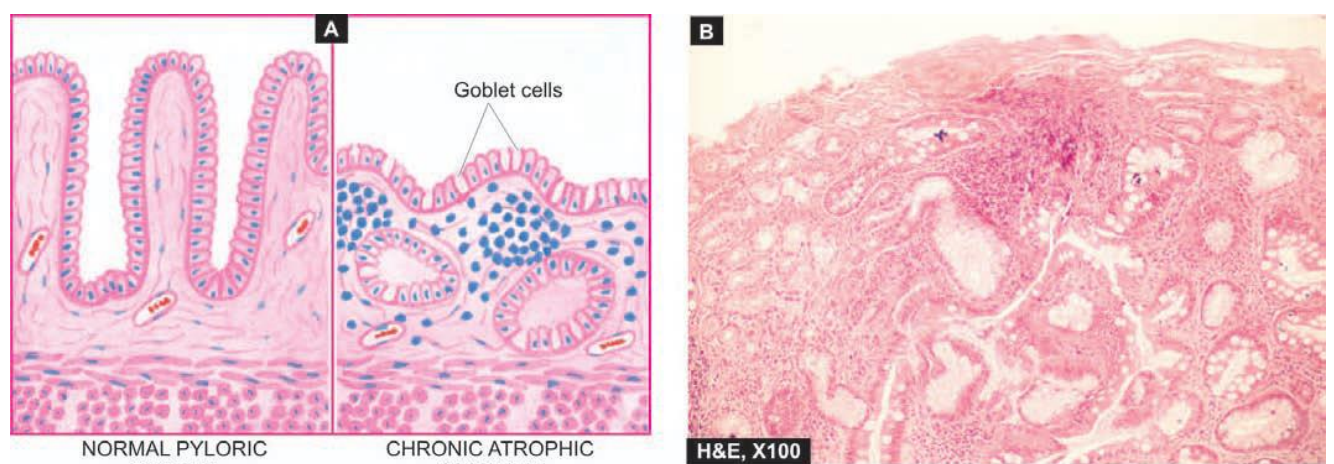 A
Goblet cells
NORMAL PYLORIC
CHRONIC ATROPHIC
B
H&E, X100